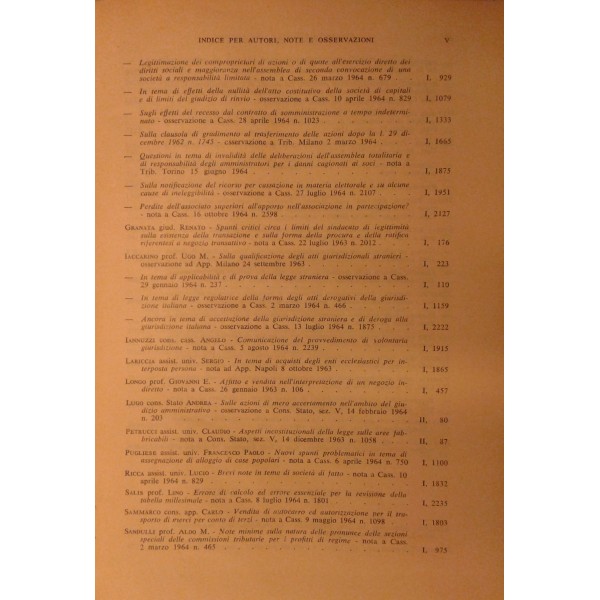 INDICE PER AUTORI, NOTE E OSSERVAZIONI V
— Legittimazione dei comproprietari di azioni o di quote all'esercizio diretto dei
diritti sociali e maggioranza nell'assemblea di seconda convocazione di una
società a responsabilità limitata - nota a Cass. 26 marzo 1964 n. 679 . . I, 929
— In tema di effetti della nullità dell'atto costitutivo della società di capitali
e di limiti del giudizio di rinvio - osservazione a Cass. 10 aprile 1964 n. 829 I, 1079
— Sugli effetti del recesso dal contratto di somministrazione a tempo indetermi-
nato - osservazione a Cass. 28 aprile 1964 n. 1023 . . . I, 1335
— Sulla clausola di gradimento al trasferimento delle azioni dopo la l. 29 di-
cembre 1962 n. 1745 - osservazione a Trib. Milano 2 marzo 1964 . I, 1665
— Questioni in tema di invalidità delle deliberazioni dell'assemblea totalitaria e
di responsabilità degli amministratori per i danni cagionati ai soci - nota a
Trib. Torino 15 giugno 1964 . . . I, 1873
— Sulla notificazione del ricorso per cassazione in materia elettorale e su alcune
cause di ineleggibilità - osservazione a Cass. 27 luglio 1964 n. 2107 . I, 1951
— Perdite dell'associato superiori all'apporto nell'associazione in partecipazione?
- nota a Cass. 16 ottobre 1964 n. 2598 . . . I, 2127
GRANATA giud. RENATO - Spunti critici circa i limiti del sindacato di legittimità
sulla esistenza della transazione e sulla forma della procura e della ratifica
riferentesi a negozio transattivo - nota a Cass. 22 luglio 1963 n. 2012 . I, 176
IACCARINO prof. UGO M. - Sulla qualificazione degli atti giurisdizionali stranieri -
osservazione ad App. Milano 24 settembre 1963 . . . I, 223
— In tema di applicabilità e di prova della legge straniera - osservazione a Cass.
29 gennaio 1964 n. 237 . . . I, 110
— In tema di legge regolatrice della forma degli atti derogativi della giurisdi-
zione italiana - osservazione a Cass. 2 marzo 1964 n. 466 . . I, 1159
— Ancora in tema di accettazione della giurisdizione straniera e di deroga alla
giurisdizione italiana - osservazione a Cass. 13 luglio 1964 n. 1873 . I, 2222
IANNUZZI cons. cass. ANGELO - Comunicazione del provvedimento di volontaria
giurisdizione - nota a Cass. 5 agosto 1964 n. 2239 . . I, 1915
LARICCIA assist. univ. SERGIO - In tema di acquisti degli enti ecclesiastici per in-
terposta persona - nota ad App. Napoli 8 ottobre 1963 . . I, 1865
LONGO prof. GIOVANNI E. - Affitto e vendita nell'interpretazione di un negozio in-
diretto - nota a Cass. 26 gennaio 1963 n. 106 . . . I, 457
LUGO cons. Stato ANDREA - Sulle azioni di mero accertamento nell'ambito del giu-
dizio amministrativo - osservazione a Cons. Stato, sez. V, 14 febbraio 1964
n. 203 . . . II, 80
PETRUCCI assist. univ. CLAUDIO - Aspetti incostituzionali della legge sulle aree fab-
bricabili - nota a Cons. Stato, sez. V, 14 dicembre 1963 n. 1058 . II, 87
PUGLIESE assist. univ. FRANCESCO PAOLO - Nuovi spunti problematici in tema di
assegnazione di alloggio di case popolari - nota a Cass. 6 aprile 1964 n. 750 I, 1100
RICCA assist. univ. LUCIO - Brevi note in tema di società di fatto - nota a Cass. 10
aprile 1964 n. 829 . . . I, 1832
SALIS prof. LINO - Errore di calcolo ed errore essenziale per la revisione della
tabella millesimale - nota a Cass. 8 luglio 1964 n. 1801 . . I, 2233
SAMMARCO cons. app. CARLO - Vendita di autocarro ed autorizzazione per il tra-
sporto di merci per conto di terzi - nota a Cass. 9 maggio 1964 n. 1098 . I, 1803
SANDULLI prof. ALDO M. - Note minime sulla natura delle pronunce delle sezioni
speciali delle commissioni tributarie per i profitti di regime - nota a Cass.
2 marzo 1964 n. 465 . . . I, 975